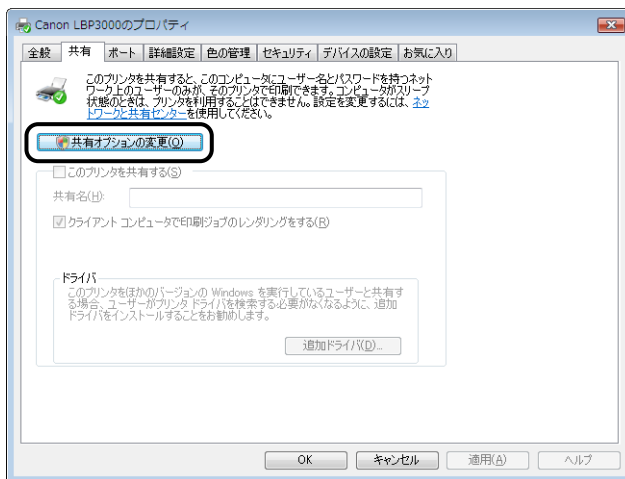 Canon LBP3000のプロパティ
全般 共有 ポート 詳細設定 色の管理 セキュリティ デバイスの設定 お気に入り
このプリンタを共有すると、このコンピュータにユーザー名とパスワードを持つネット
ワーク上のユーザーのみが、そのプリンタで印刷できます。コンピュータがスリープ
状態のときは、プリンタを利用することはできません。設定を変更するには、ネッ
トワークと共有センターを使用してください。
共有オプションの変更(O)
このプリンタを共有する(S)
共有名(H):
クライアント コンピュータで印刷ジョブのレンダリングをする(R)
ドライバ
このプリンタをほかのバージョンの Windows を実行しているユーザーと共有す
る場合、ユーザーがプリンタ ドライバを検索する必要がなくなるように、追加
ドライバをインストールすることをお勧めします。
追加ドライバ(D)...
OK キャンセル 適用(A) ヘルプ